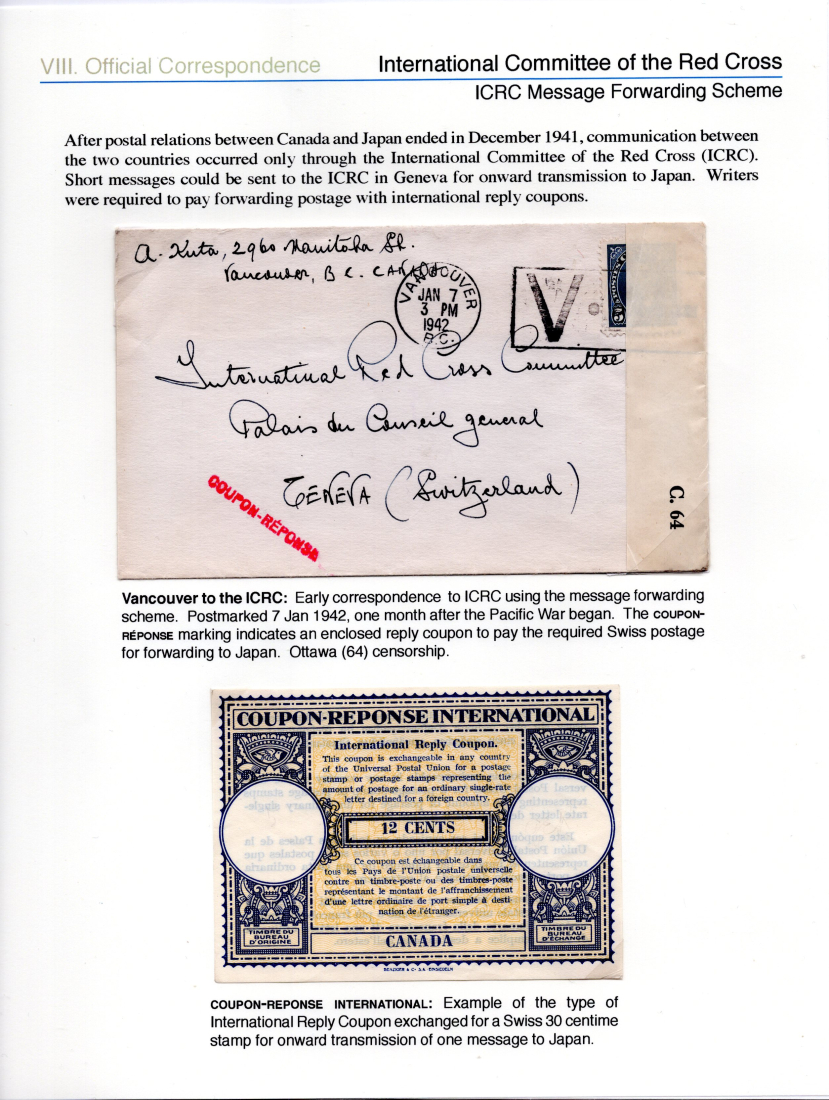 VIII. Official Correspondence
International Committee of the Red Cross
ICRC Message Forwarding Scheme
After postal relations between Canada and Japan ended in December 1941, communication between
the two countries occurred only through the International Committee of the Red Cross (ICRC).
Short messages could be sent to the ICRC in Geneva for onward transmission to Japan. Writers
were required to pay forwarding postage with international reply coupons.
A. Kuta, 2960 Manitoba St.
Vancouver, B C. CANADA
VANCOUVER
JAN 7
3 PM
1942
B.C.
V
International Red Cross Committee
Palais du Conseil general
GENEVA (Switzerland)
COUPON-RÉPONSE
C. 64
Vancouver to the ICRC: Early correspondence to ICRC using the message forwarding
scheme. Postmarked 7 Jan 1942, one month after the Pacific War began. The COUPON-
RÉPONSE marking indicates an enclosed reply coupon to pay the required Swiss postage
for forwarding to Japan. Ottawa (64) censorship.
COUPON-REPONSE INTERNATIONAL
International Reply Coupon.
This coupon is exchangeable in any country
of the Universal Postal Union for a postage
stamp or postage stamps representing the
amount of postage for an ordinary single-rate
letter destined for a foreign country.
12 CENTS
Ce coupon est échangeable dans
tous les Pays de l'Union postale universelle
contre un timbre-poste ou des timbres-poste
représentant le montant de l'affranchissement
d'une lettre ordinaire de port simple à desti-
nation de l'étranger.
TIMBRE DU
BUREAU
D'ORIGINE
CANADA
TIMBRE DU
BUREAU
D'ÉCHANGE
BENZIGER & Co S.A. EINSIEDELN
COUPON-REPONSE INTERNATIONAL: Example of the type of
International Reply Coupon exchanged for a Swiss 30 centime
stamp for onward transmission of one message to Japan.